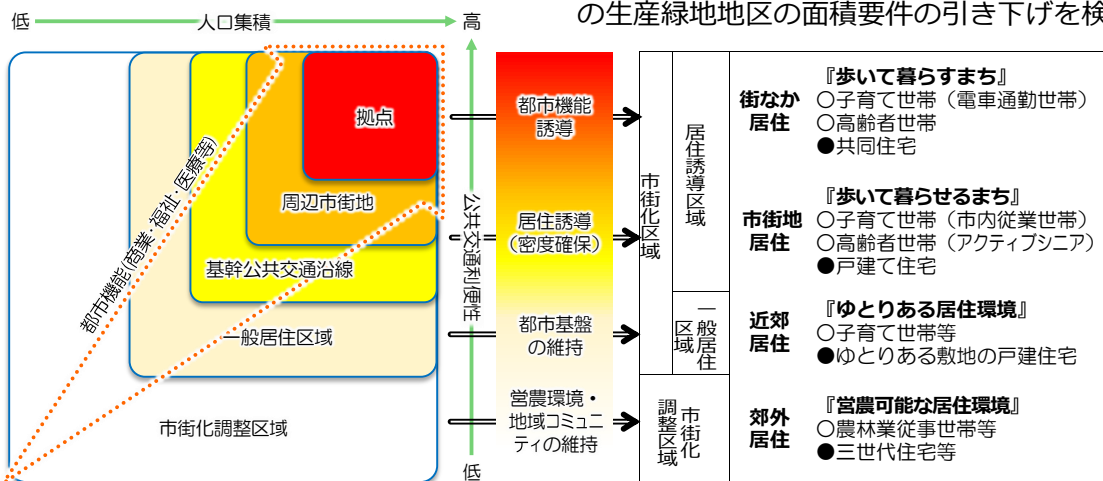 の生産緑地地区の面積要件の引き下げを検
低
人口集積
高
拠点
周辺市街地
基幹公共交通沿線
一般居住区域
市街化調整区域
都市機能(商業・福祉・医療等)
公共交通利便性
低
都市機能
誘導
居住誘導
(密度確保)
都市基盤
の維持
営農環境・
地域コミュニ
ティの維持
市街化区域
居住誘導区域
一般居住
区域
市街化
調整区域
街なか
居住
『歩いて暮らすまち』
○子育て世帯（電車通勤世帯）
○高齢者世帯
●共同住宅
市街地
居住
『歩いて暮らせるまち』
○子育て世帯（市内従業世帯）
○高齢者世帯（アクティブシニア）
●戸建て住宅
近郊
居住
『ゆとりある居住環境』
○子育て世帯等
●ゆとりある敷地の戸建住宅
郊外
居住
『営農可能な居住環境』
○農林業従事世帯等
●三世代住宅等